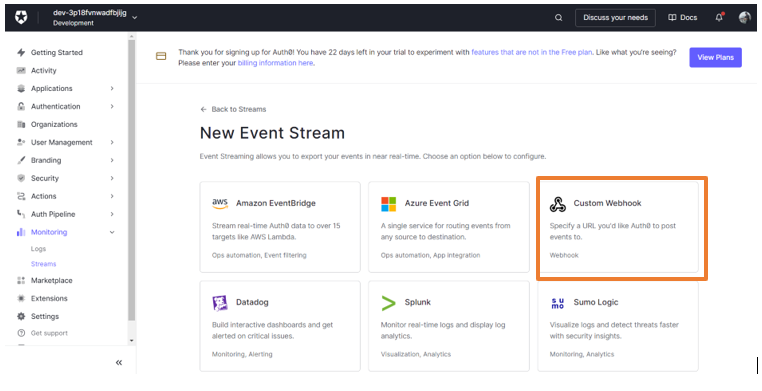 dev-3p18fvnwadfbjljg
Development
Discuss your needs
Docs
Getting Started
Activity
Applications
Authentication
Organizations
User Management
Branding
Security
Actions
Auth Pipeline
Monitoring
Logs
Streams
Marketplace
Extensions
Settings
Get support
Thank you for signing up for Auth0! You have 22 days left in your trial to experiment with features that are not in the Free plan. Like what you're seeing?
Please enter your billing information here.
View Plans
← Back to Streams
New Event Stream
Event Streaming allows you to export your events in near real-time. Choose an option below to configure.
aws
Amazon EventBridge
Stream real-time Auth0 data to over 15
targets like AWS Lambda.
Ops automation, Event filtering
Azure Event Grid
A single service for routing events from
any source to destination.
Ops automation, App integration
Custom Webhook
Specify a URL you'd like Auth0 to post
events to.
Webhook
Datadog
Build interactive dashboards and get
alerted on critical issues.
Monitoring, Alerting
Splunk
Monitor real-time logs and display log
analytics.
Visualization, Analytics
su
mo
Sumo Logic
Visualize logs and detect threats faster
with security insights.
Monitoring, Analytics